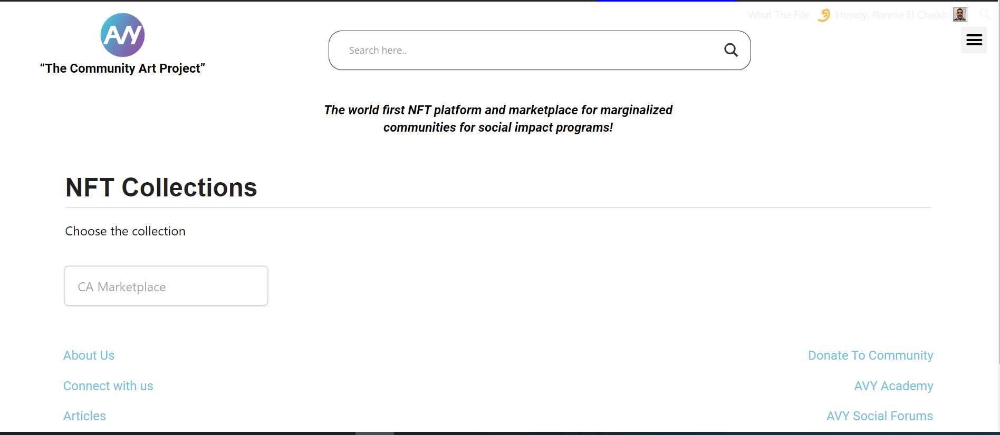 What The File Howdy, Ronnie El Cheikh
AVY
“The Community Art Project”
Search here..
The world first NFT platform and marketplace for marginalized
communities for social impact programs!
NFT Collections
Choose the collection
CA Marketplace
About Us
Donate To Community
Connect with us
AVY Academy
Articles
AVY Social Forums